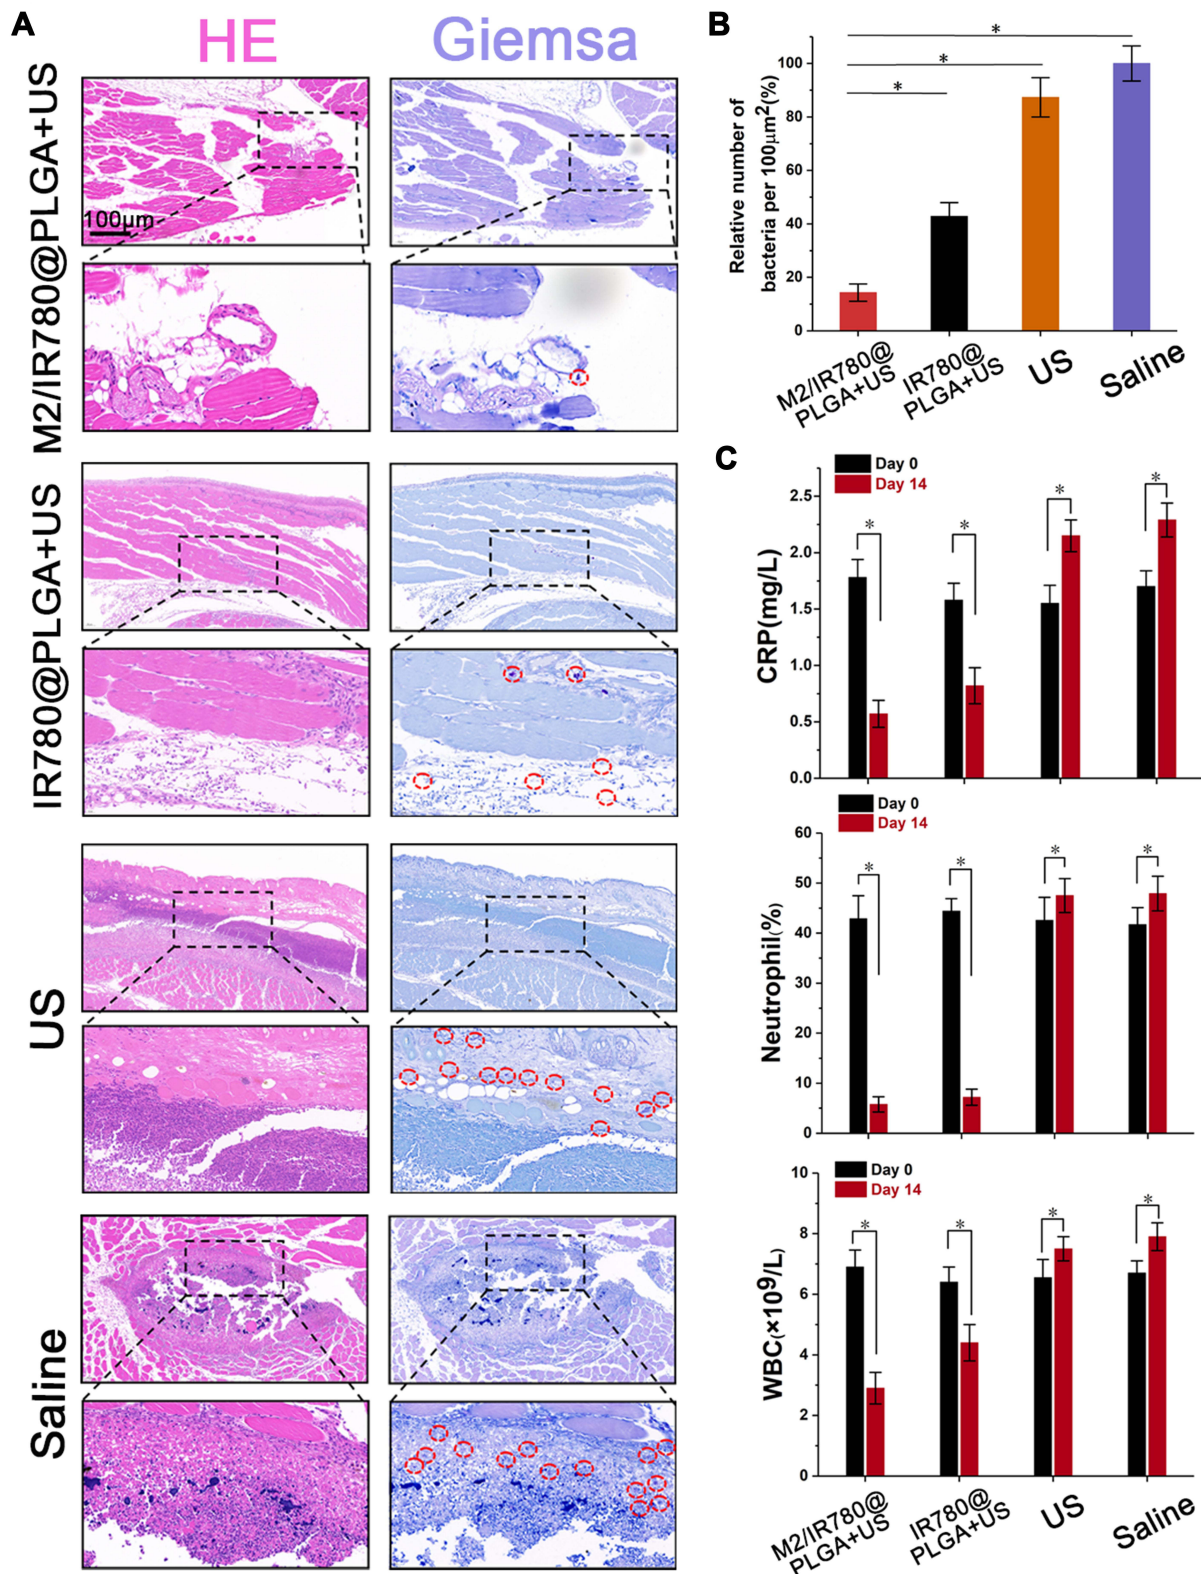 A
HE
Giemsa
M2/IR780@PLGA+US
100μm
IR780@PLGA+US
US
Saline
B
Relative number of
bacteria per 100μm²(%)
100
80
60
40
20
0
*
*
*
M2/IR780@
PLGA+US
IR780@
PLGA+US
US
Saline
C
Day 0
Day 14
CRP(mg/L)
2.5
2.0
1.5
1.0
0.5
0.0
*
*
*
*
Day 0
Day 14
Neutrophil(%)
60
50
40
30
20
10
0
*
*
*
*
Day 0
Day 14
WBC(×10⁹/L)
10
8
6
4
2
0
*
*
*
*
M2/IR780@
PLGA+US
IR780@
PLGA+US
US
Saline